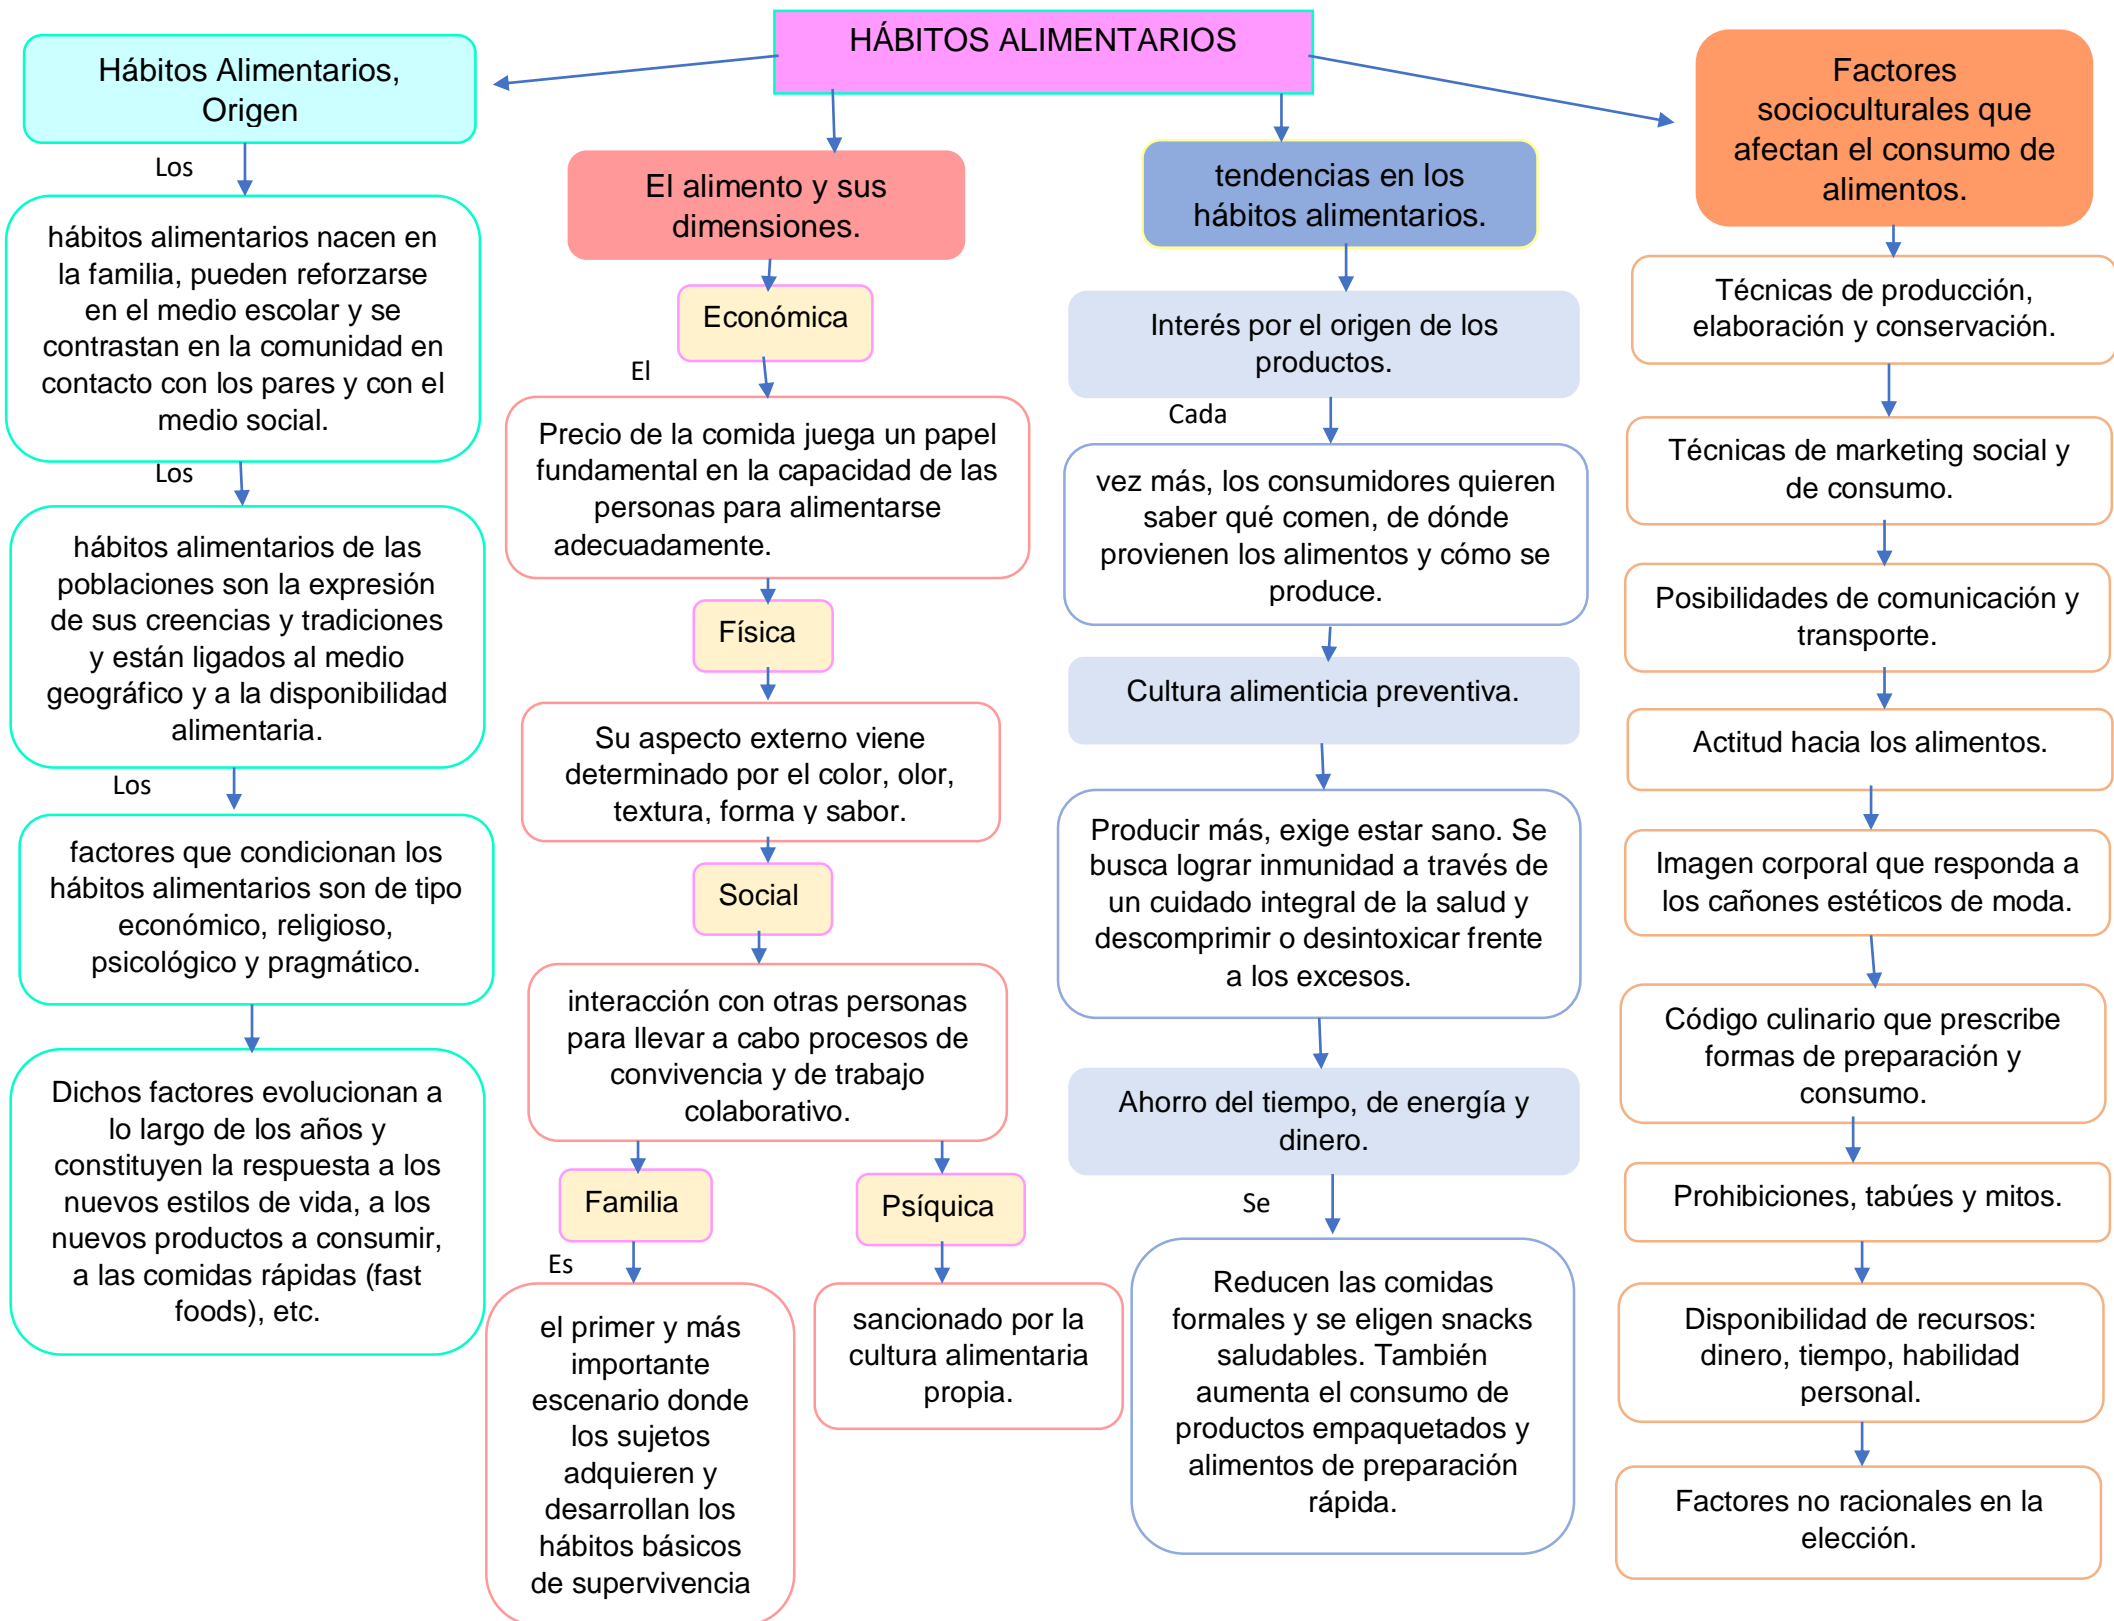 HÁBITOS ALIMENTARIOS
Hábitos Alimentarios,
Origen
Los
hábitos alimentarios nacen en
la familia, pueden reforzarse
en el medio escolar y se
contrastan en la comunidad en
contacto con los pares y con el
medio social.
Los
hábitos alimentarios de las
poblaciones son la expresión
de sus creencias y tradiciones
y están ligados al medio
geográfico y a la disponibilidad
alimentaria.
Los
factores que condicionan los
hábitos alimentarios son de tipo
económico, religioso,
psicológico y pragmático.
Dichos factores evolucionan a
lo largo de los años y
constituyen la respuesta a los
nuevos estilos de vida, a los
nuevos productos a consumir,
a las comidas rápidas (fast
foods), etc.
El alimento y sus
dimensiones.
Económica
El
Precio de la comida juega un papel
fundamental en la capacidad de las
personas para alimentarse
adecuadamente.
Física
Su aspecto externo viene
determinado por el color, olor,
textura, forma y sabor.
Social
interacción con otras personas
para llevar a cabo procesos de
convivencia y de trabajo
colaborativo.
Familia
Es
el primer y más
importante
escenario donde
los sujetos
adquieren y
desarrollan los
hábitos básicos
de supervivencia
Psíquica
sancionado por la
cultura alimentaria
propia.
tendencias en los
hábitos alimentarios.
Interés por el origen de los
productos.
Cada
vez más, los consumidores quieren
saber qué comen, de dónde
provienen los alimentos y cómo se
produce.
Cultura alimenticia preventiva.
Producir más, exige estar sano. Se
busca lograr inmunidad a través de
un cuidado integral de la salud y
descomprimir o desintoxicar frente
a los excesos.
Ahorro del tiempo, de energía y
dinero.
Se
Reducen las comidas
formales y se eligen snacks
saludables. También
aumenta el consumo de
productos empaquetados y
alimentos de preparación
rápida.
Factores
socioculturales que
afectan el consumo de
alimentos.
Técnicas de producción,
elaboración y conservación.
Técnicas de marketing social y
de consumo.
Posibilidades de comunicación y
transporte.
Actitud hacia los alimentos.
Imagen corporal que responda a
los cañones estéticos de moda.
Código culinario que prescribe
formas de preparación y
consumo.
Prohibiciones, tabúes y mitos.
Disponibilidad de recursos:
dinero, tiempo, habilidad
personal.
Factores no racionales en la
elección.